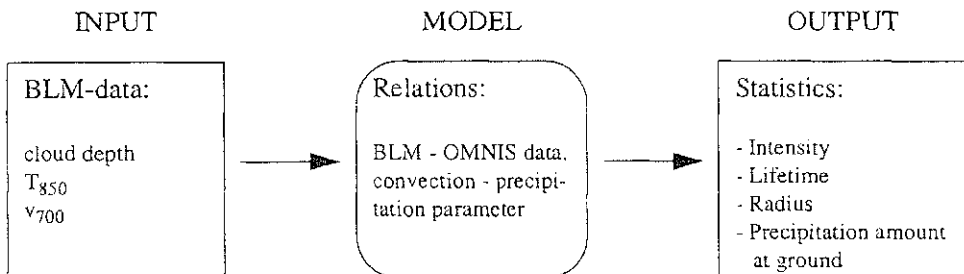 INPUT
MODEL
OUTPUT
BLM-data:
cloud depth
T850
v700
Relations:
BLM - OMNIS data,
convection - precipi-
tation parameter
Statistics:
- Intensity
- Lifetime
- Radius
- Precipitation amount
at ground